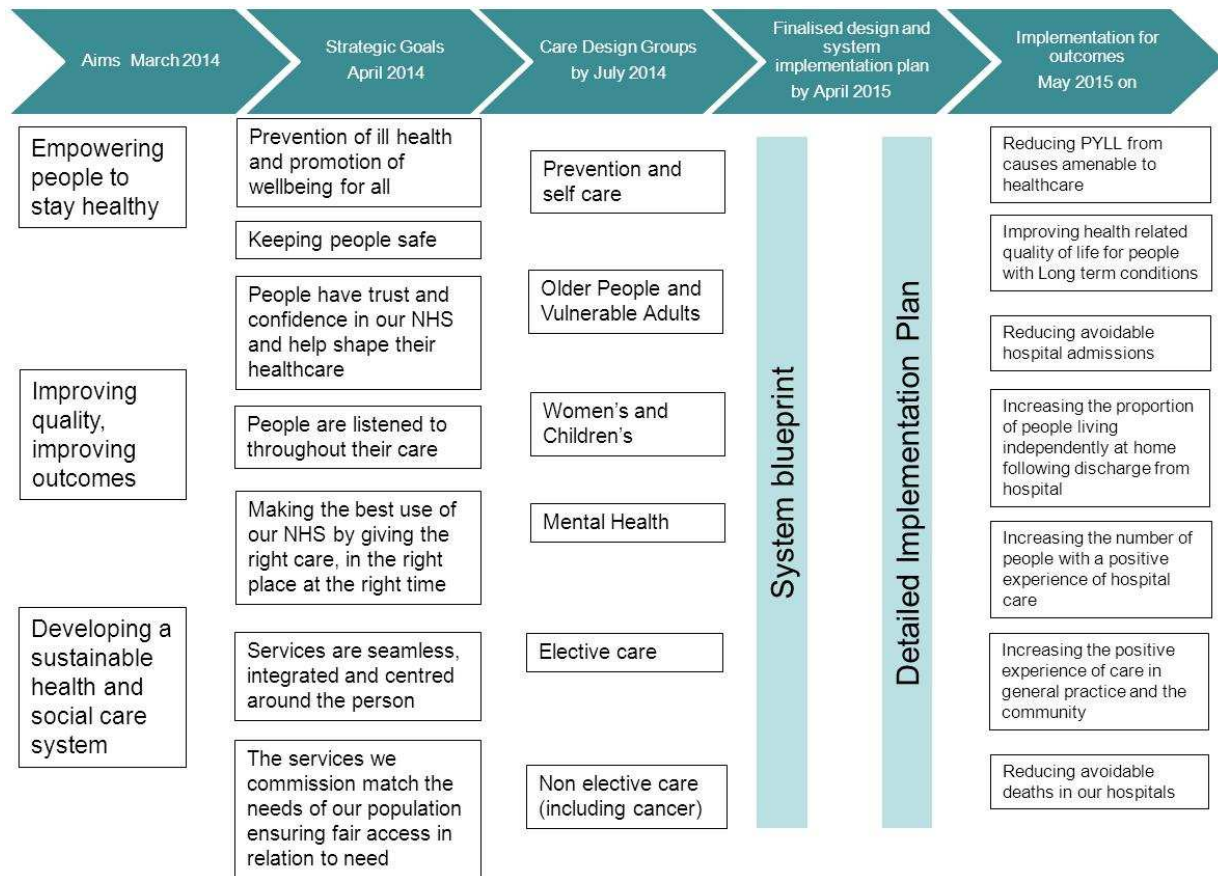 Aims  March 2014
Strategic Goals
April 2014
Care Design Groups
by July 2014
Finalised design and
system
implementation plan
by April 2015
Implementation for
outcomes
May 2015 on
Empowering
people to
stay healthy
Improving
quality,
improving
outcomes
Developing a
sustainable
health and
social care
system
Prevention of ill health
and promotion of
wellbeing for all
Keeping people safe
People have trust and
confidence in our NHS
and help shape their
healthcare
People are listened to
throughout their care
Making the best use of
our NHS by giving the
right care, in the right
place at the right time
Services are seamless,
integrated and centred
around the person
The services we
commission match the
needs of our population
ensuring fair access in
relation to need
Prevention and
self care
Older People and
Vulnerable Adults
Women's and
Children's
Mental Health
Elective care
Non elective care
(including cancer)
System blueprint
Detailed Implementation Plan
Reducing PYLL from
causes amenable to
healthcare
Improving health related
quality of life for people
with Long term conditions
Reducing avoidable
hospital admissions
Increasing the proportion
of people living
independently at home
following discharge from
hospital
Increasing the number of
people with a positive
experience of hospital
care
Increasing the positive
experience of care in
general practice and the
community
Reducing avoidable
deaths in our hospitals